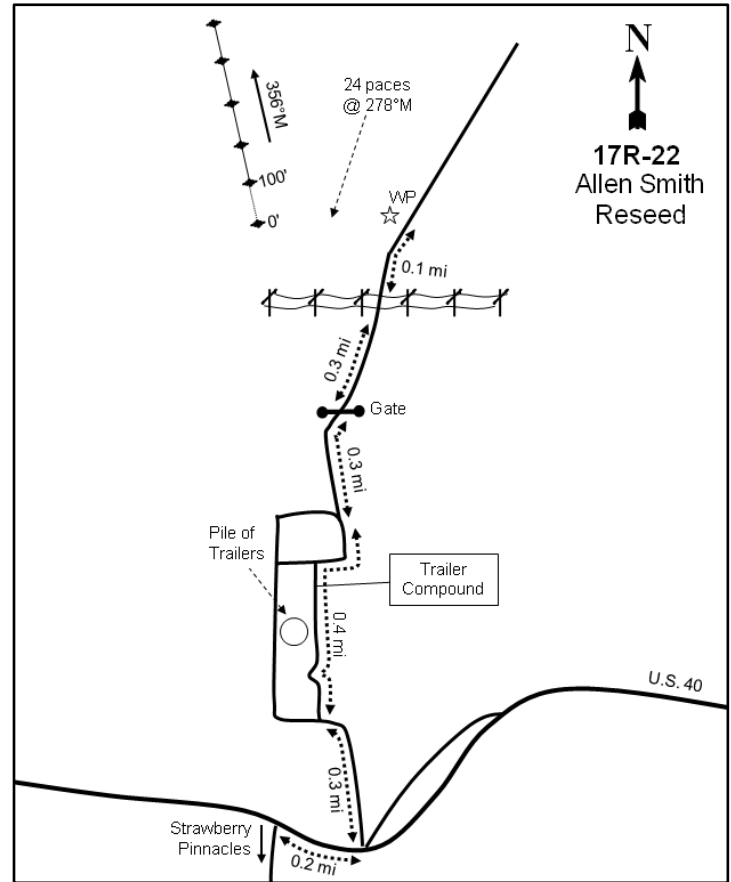 N
17R-22
Allen Smith
Reseed
356°M
24 paces
@ 278°M
100'
0'
WP
0.1 mi
0.3 mi
Gate
0.3 mi
Pile of
Trailers
Trailer
Compound
0.4 mi
U.S. 40
0.3 mi
Strawberry
Pinnacles
0.2 mi